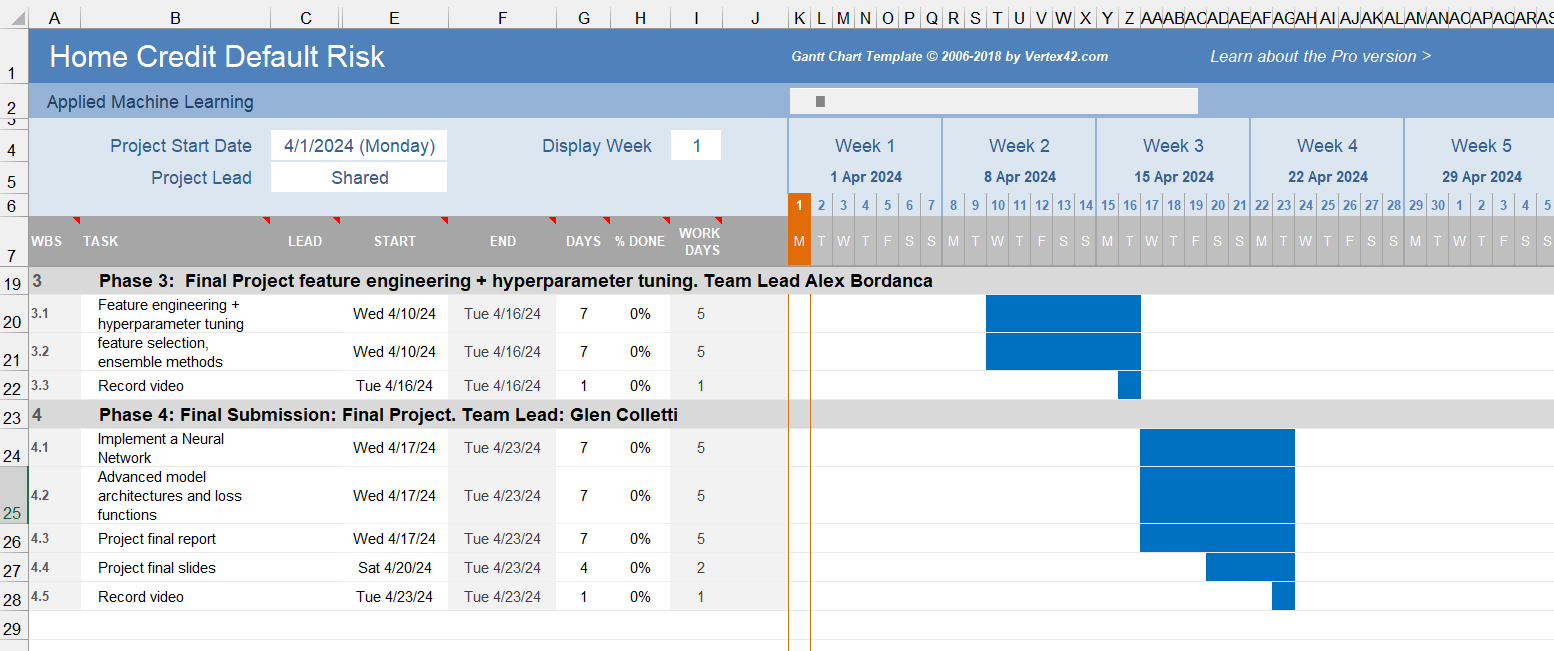 A B C E F G H I J K L M N O P Q R S T U V W X Y Z AA AB AC AD AE AF AG AH AI AJ AK AL AM AN AO AP AQ AR AS
1 Home Credit Default Risk Gantt Chart Template © 2006-2018 by Vertex42.com Learn about the Pro version >
2 Applied Machine Learning
3
4 Project Start Date 4/1/2024 (Monday) Display Week 1 Week 1 Week 2 Week 3 Week 4 Week 5
5 Project Lead Shared 1 Apr 2024 8 Apr 2024 15 Apr 2024 22 Apr 2024 29 Apr 2024
6 1 2 3 4 5 6 7 8 9 10 11 12 13 14 15 16 17 18 19 20 21 22 23 24 25 26 27 28 29 30 1 2 3 4 5
7 WBS TASK LEAD START END DAYS % DONE WORK DAYS M T W T F S S M T W T F S S M T W T F S S M T W T F S S M T W T F S S
19 3 Phase 3: Final Project feature engineering + hyperparameter tuning. Team Lead Alex Bordanca
20 3.1 Feature engineering + hyperparameter tuning Wed 4/10/24 Tue 4/16/24 7 0% 5
21 3.2 feature selection, ensemble methods Wed 4/10/24 Tue 4/16/24 7 0% 5
22 3.3 Record video Tue 4/16/24 Tue 4/16/24 1 0% 1
23 4 Phase 4: Final Submission: Final Project. Team Lead: Glen Colletti
24 4.1 Implement a Neural Network Wed 4/17/24 Tue 4/23/24 7 0% 5
25 4.2 Advanced model architectures and loss functions Wed 4/17/24 Tue 4/23/24 7 0% 5
26 4.3 Project final report Wed 4/17/24 Tue 4/23/24 7 0% 5
27 4.4 Project final slides Sat 4/20/24 Tue 4/23/24 4 0% 2
28 4.5 Record video Tue 4/23/24 Tue 4/23/24 1 0% 1
29